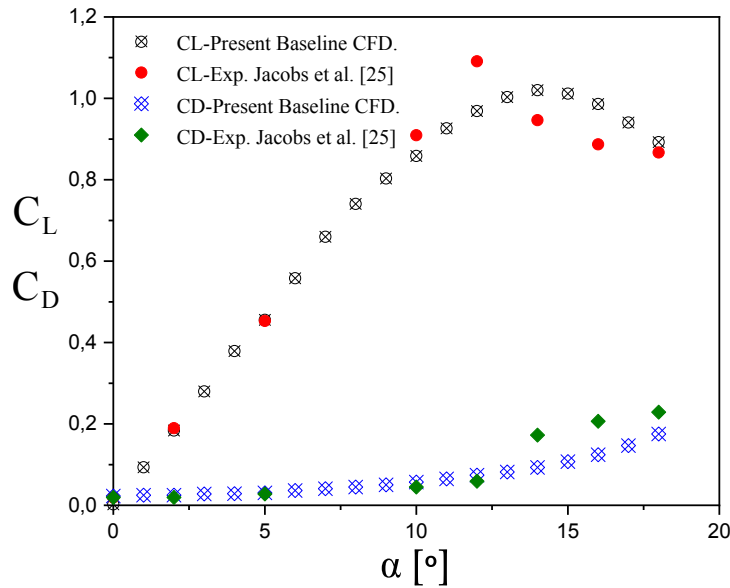 1,2
CL-Present Baseline CFD.
CL-Exp. Jacobs et al. [25]
1,0
CD-Present Baseline CFD.
CD-Exp. Jacobs et al. [25]
0,8
C_L
0,6
C_D
0,4
0,2
0,0
0 5 10 15 20
α [º]